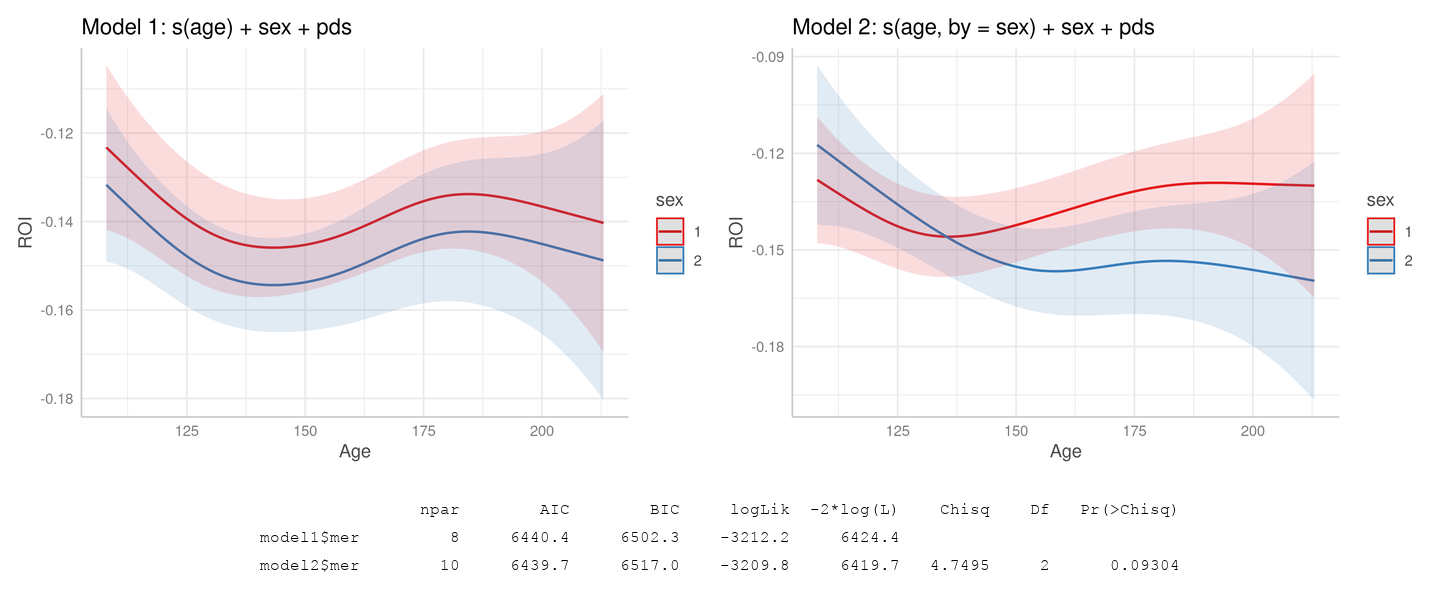 Model 1: s(age) + sex + pds
-0.12
-0.14
-0.16
-0.18
ROI
125 150 175 200
Age
sex
1
2
Model 2: s(age, by = sex) + sex + pds
-0.09
-0.12
-0.15
-0.18
ROI
125 150 175 200
Age
sex
1
2
npar AIC BIC logLik -2*log(L) Chisq Df Pr(>Chisq)
model1$mer 8 6440.4 6502.3 -3212.2 6424.4
model2$mer 10 6439.7 6517.0 -3209.8 6419.7 4.7495 2 0.09304